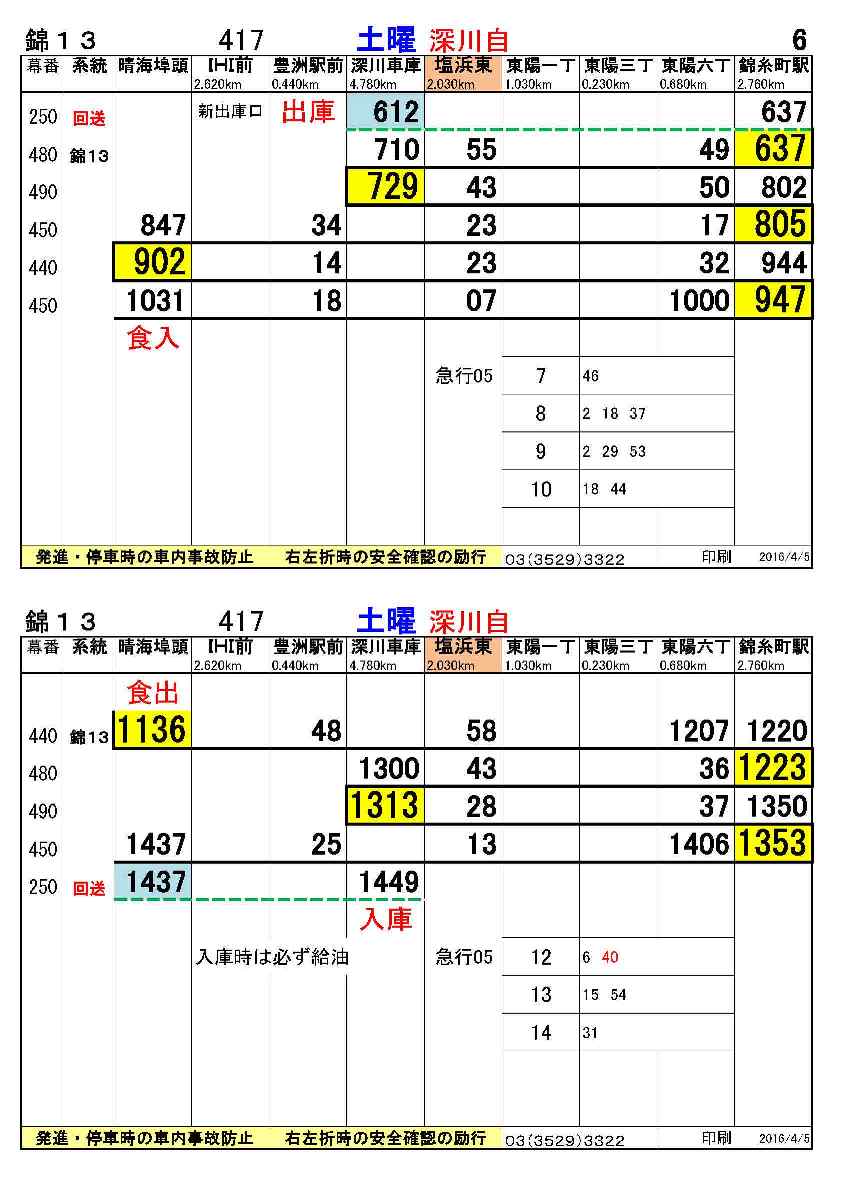 錦１３ 417 土曜 深川自 6
幕番 系統 晴海埠頭 IHI前 豊洲駅前 深川車庫 塩浜東 東陽一丁 東陽三丁 東陽六丁 錦糸町駅
2.620km 0.440km 4.780km 2.030km 1.030km 0.230km 0.680km 2.760km
250 回送 新出庫口 出庫 612 637
480 錦13 710 55 49 637
490 729 43 50 802
450 847 34 23 17 805
440 902 14 23 32 944
450 1031 18 07 1000 947
食入
急行05 7 46
8 2 18 37
9 2 29 53
10 18 44
発進・停車時の車内事故防止 右左折時の安全確認の励行 03(3529)3322 印刷 2016/4/5
錦１３ 417 土曜 深川自
幕番 系統 晴海埠頭 IHI前 豊洲駅前 深川車庫 塩浜東 東陽一丁 東陽三丁 東陽六丁 錦糸町駅
2.620km 0.440km 4.780km 2.030km 1.030km 0.230km 0.680km 2.760km
食出
440 錦13 1136 48 58 1207 1220
480 1300 43 36 1223
490 1313 28 37 1350
450 1437 25 13 1406 1353
250 回送 1437 1449
入庫
入庫時は必ず給油 急行05 12 6 40
13 15 54
14 31
発進・停車時の車内事故防止 右左折時の安全確認の励行 03(3529)3322 印刷 2016/4/5